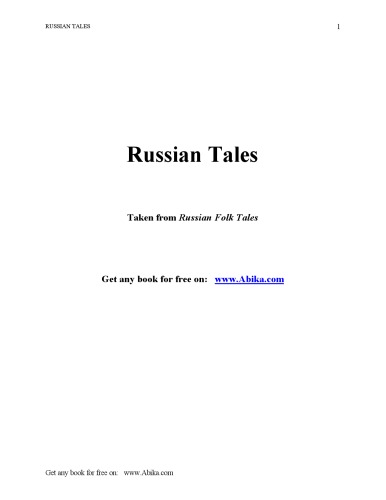 RUSSIAN TALES 1
Russian Tales
Taken from Russian Folk Tales
Get any book for free on: www.Abika.com
Get any book for free on: www.Abika.com